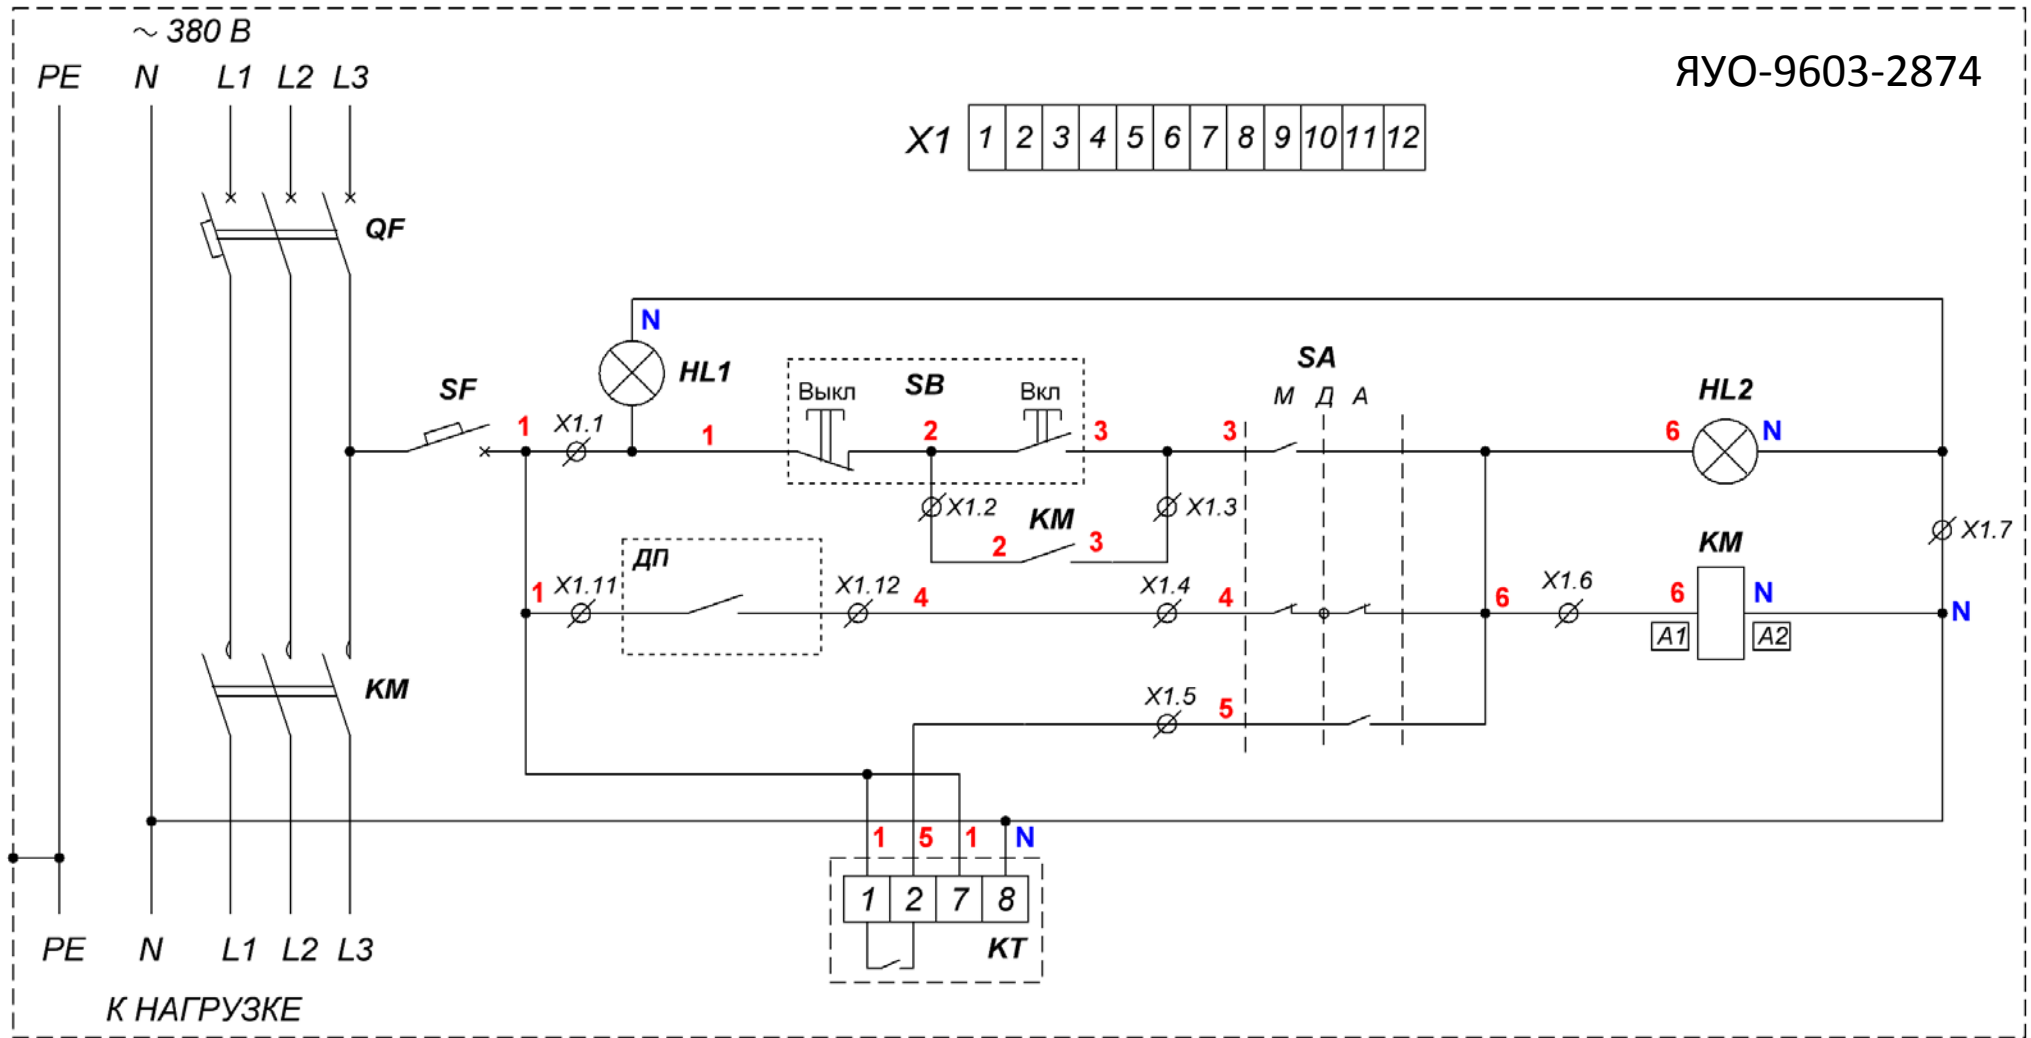 ~ 380 В
PE N L1 L2 L3
ЯУО-9603-2874
X1 1 2 3 4 5 6 7 8 9 10 11 12
QF
N
HL1
SF
1
X1.1
1
Выкл
SB
Вкл
2
3
SA
М Д А
3
HL2
6
N
X1.2
KM
X1.3
2
3
X1.7
ДП
1
X1.11
X1.12
4
X1.4
4
6
X1.6
KM
6
N
A1
A2
N
KM
X1.5
5
1 5 1 N
1 2 7 8
KT
PE N L1 L2 L3
К НАГРУЗКЕ